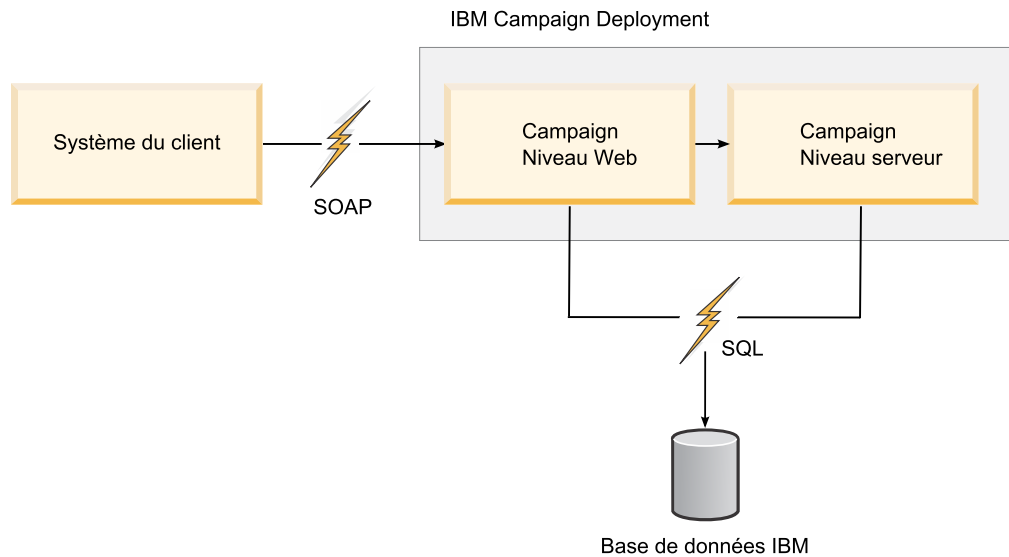 IBM Campaign Deployment
Système du client
SOAP
Campaign
Niveau Web
Campaign
Niveau serveur
SQL
Base de données IBM